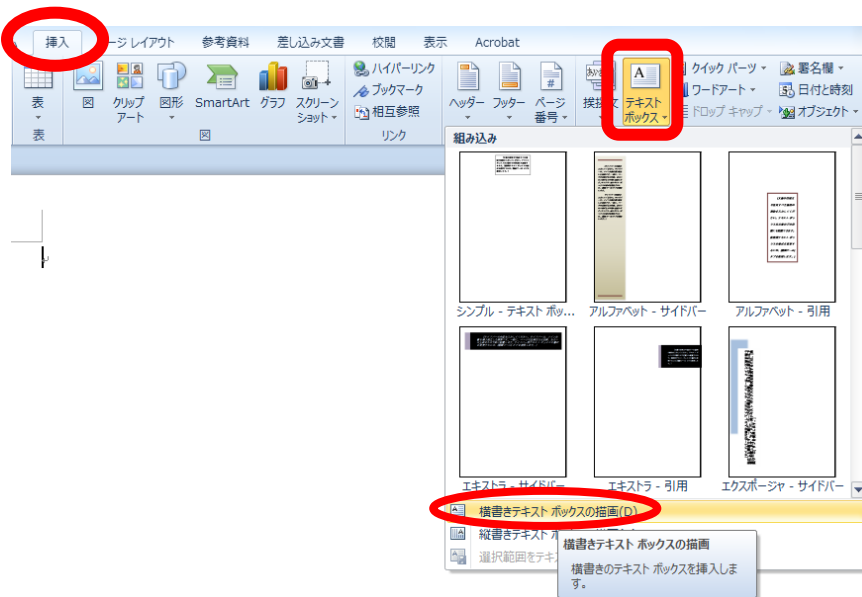 挿入
ージ レイアウト
参考資料
差し込み文書
校閲
表示
Acrobat
表
図
クリップ
アート
図形
SmartArt
グラフ
スクリーン
ショット
ハイパーリンク
ブックマーク
相互参照
ヘッダー
フッター
ページ
番号
テキスト
ボックス
クイック パーツ
ワードアート
ドロップ キャップ
署名欄
日付と時刻
オブジェクト
表
図
リンク
組み込み
シンプル - テキスト ボッ...
アルファベット - サイドバー
アルファベット - 引用
エキストラ - サイドバー
エキストラ - 引用
エクスポージャ - サイドバー
横書きテキスト ボックスの描画(D)
縦書きテキスト
選択範囲をテキ
横書きテキスト ボックスの描画
横書きのテキスト ボックスを挿入しま
す。